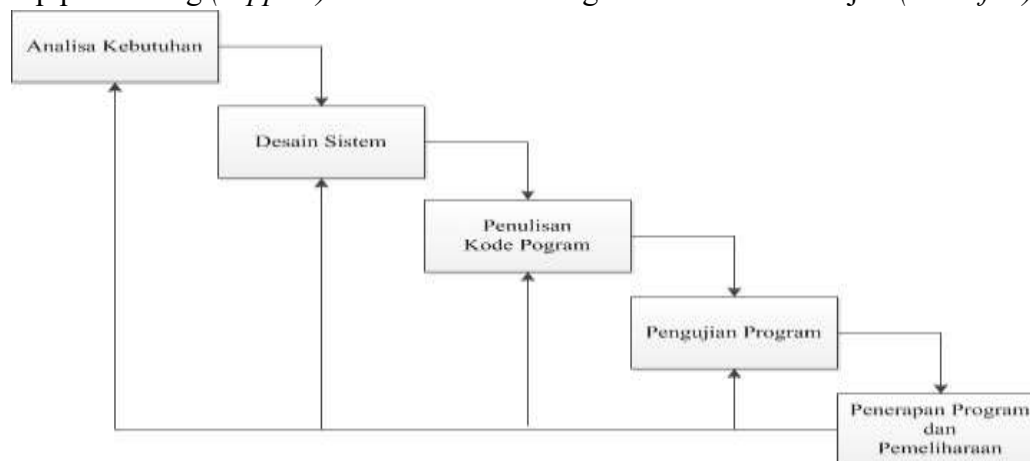 Analisa Kebutuhan
Desain Sistem
Penulisan
Kode Pogram
Pengujian Program
Penerapan Program
dan
Pemeliharaan